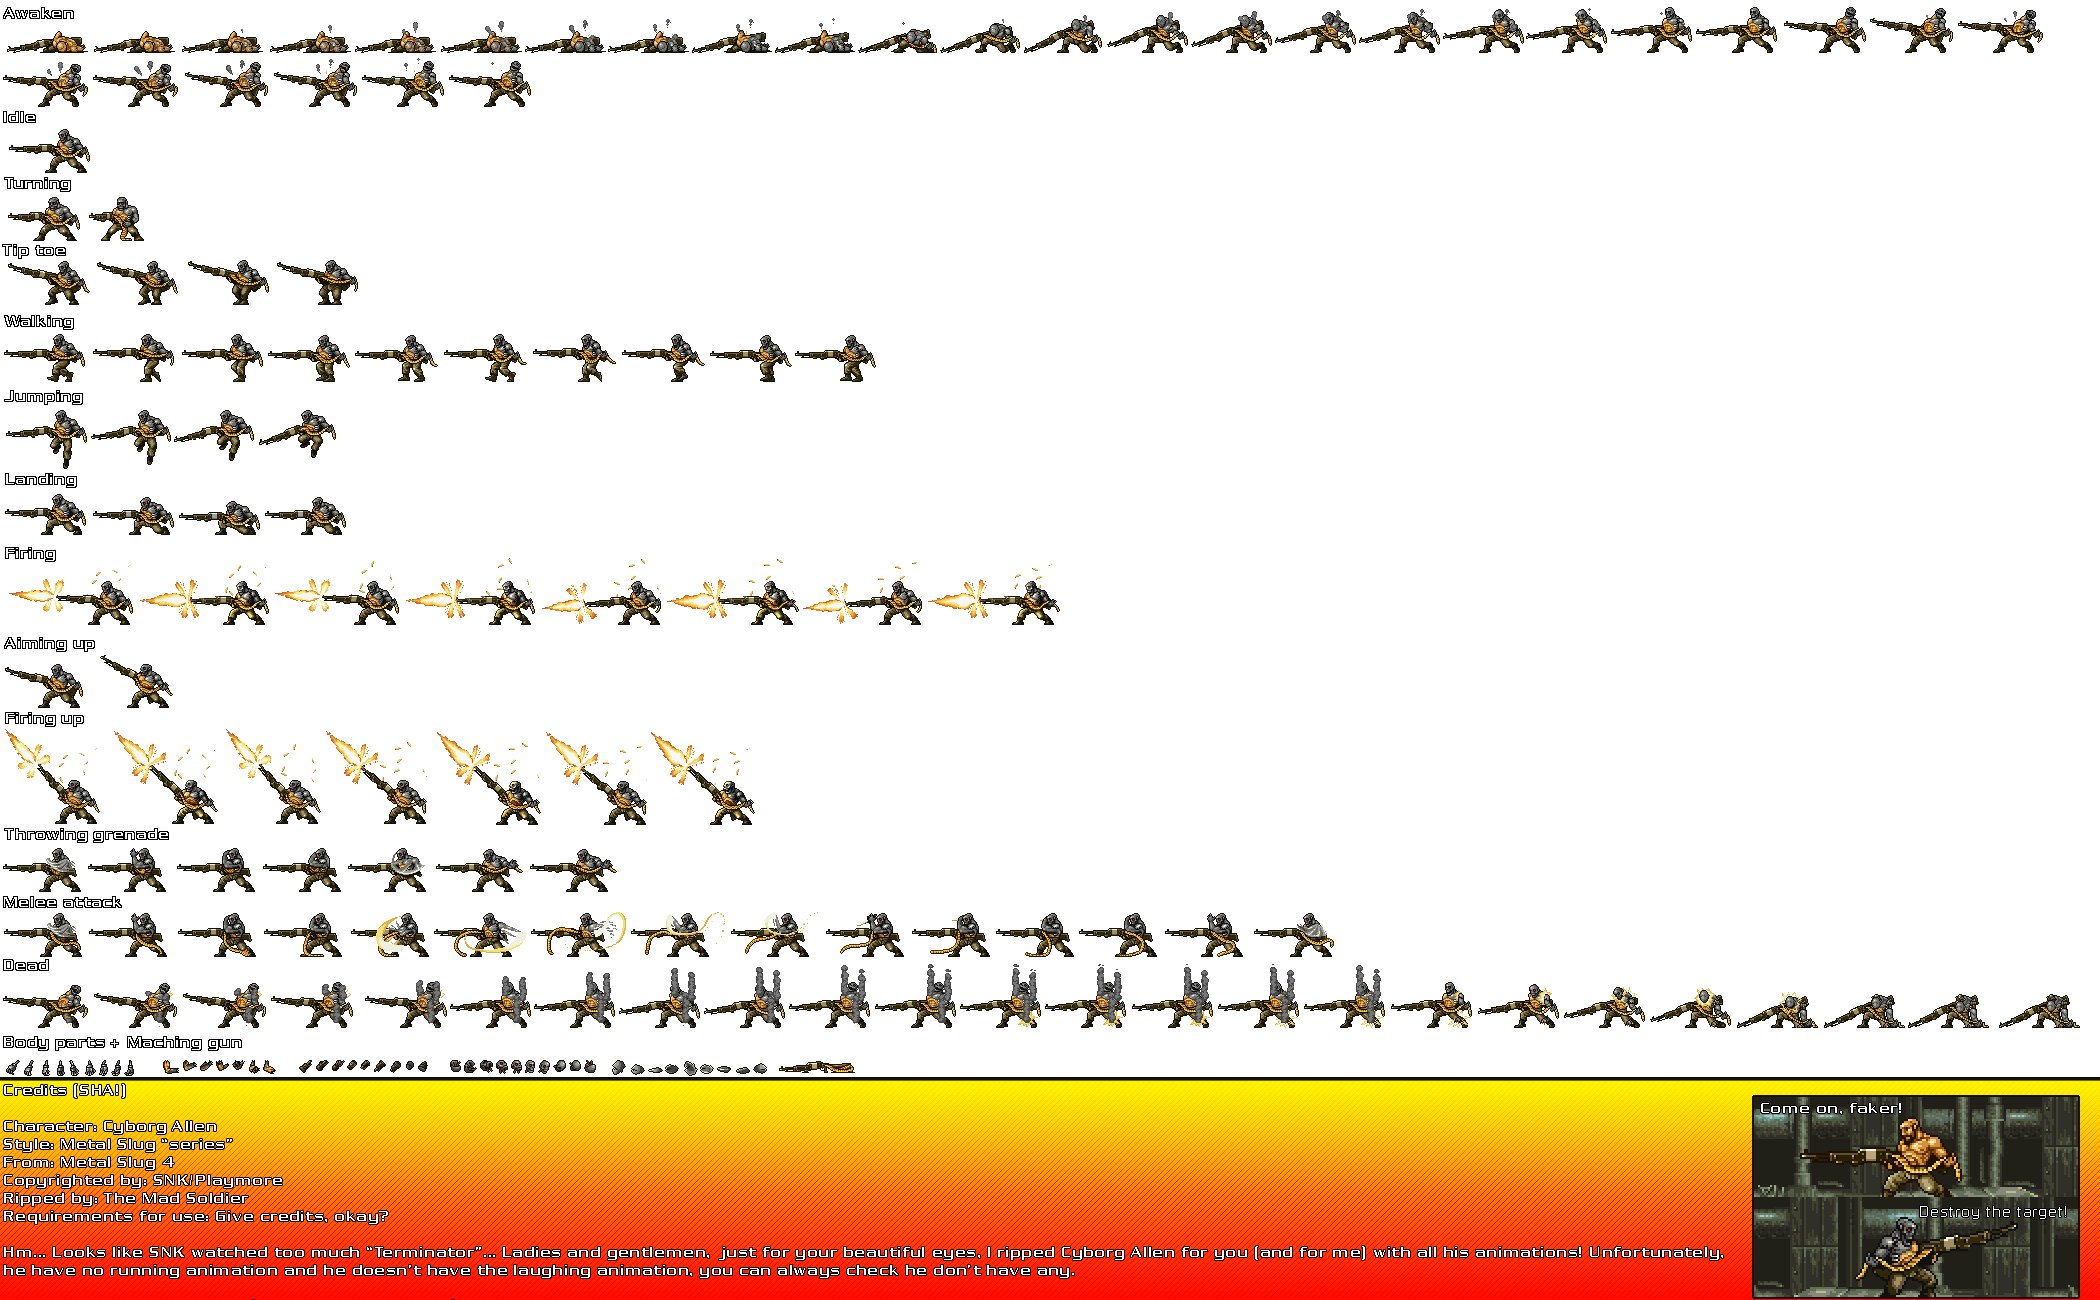 Awaken
Idle
Turning
Tip toe
Walking
Jumping
Landing
Firing
Aiming up
Firing up
Throwing grenade
Melee attack
Dead
Body parts + Maching gun
Credits (SHA!)
Character: Cyborg Allen
Style: Metal Slug "series"
From: Metal Slug 4
Copyrighted by: SNK/Playmore
Ripped by: The Mad Soldier
Requirements for use: Give credits, okay?
Hm... Looks like SNK watched too much "Terminator"... Ladies and gentlemen, just for your beautiful eyes, I ripped Cyborg Allen for you (and for me) with all his animations! Unfortunately,
he have no running animation and he doesn't have the laughing animation, you can always check he don't have any.
Come on, faker!
Destroy the target!